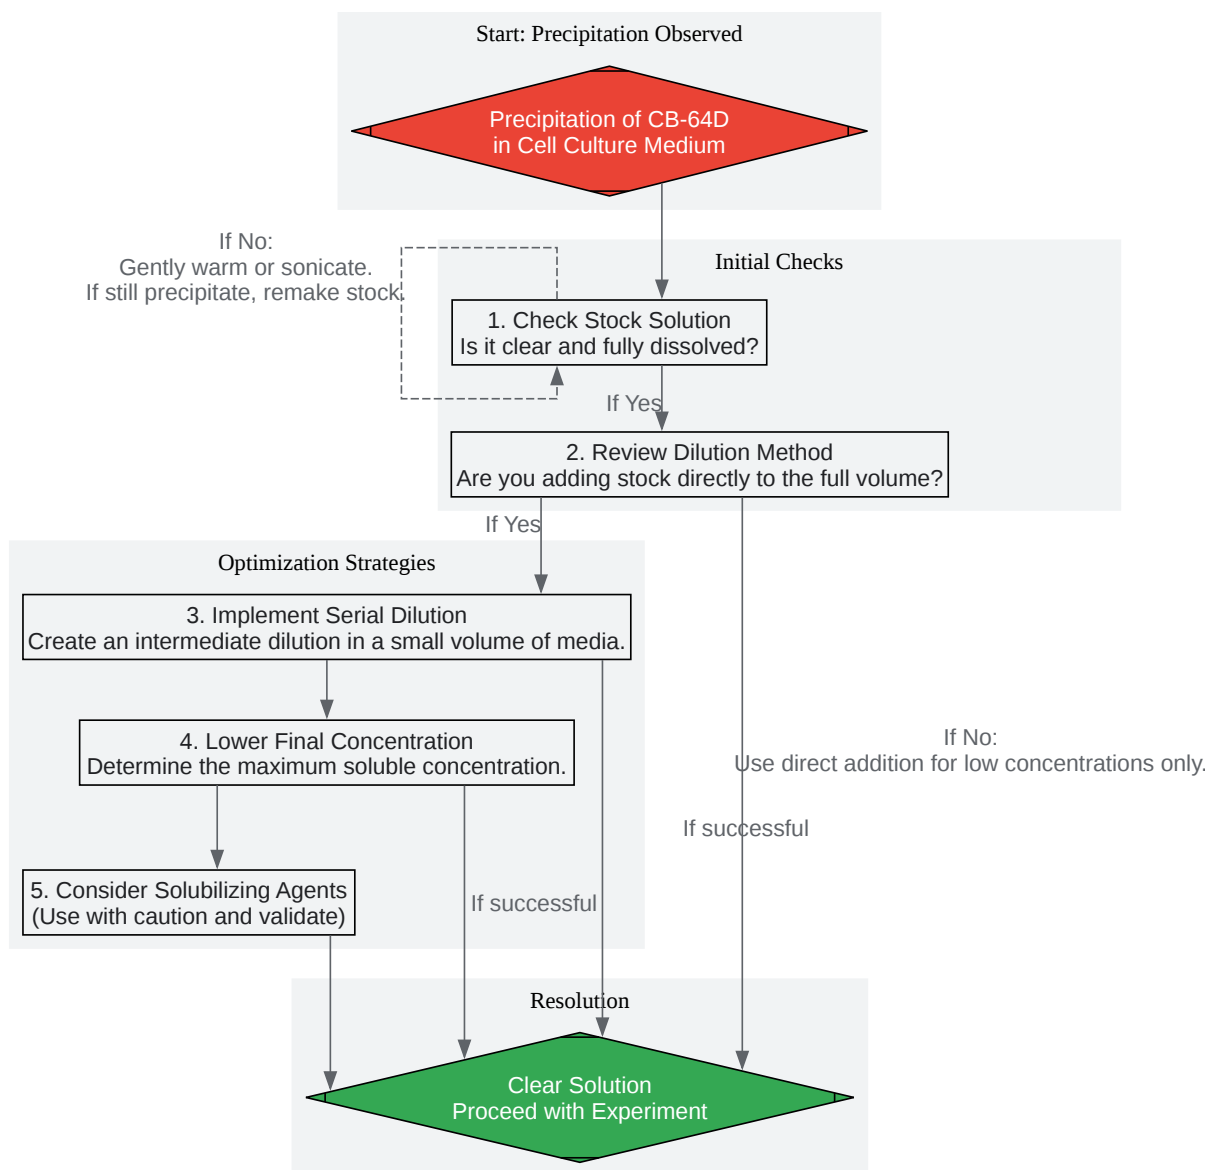 Start: Precipitation Observed
Precipitation of CB-64D
in Cell Culture Medium
If No:
Gently warm or sonicate.
If still precipitate, remake stock.
Initial Checks
1. Check Stock Solution
Is it clear and fully dissolved?
If Yes
2. Review Dilution Method
Are you adding stock directly to the full volume?
If Yes
Optimization Strategies
3. Implement Serial Dilution
Create an intermediate dilution in a small volume of media.
4. Lower Final Concentration
Determine the maximum soluble concentration.
If No:
Use direct addition for low concentrations only.
If successful
5. Consider Solubilizing Agents
(Use with caution and validate)
If successful
Resolution
Clear Solution
Proceed with Experiment